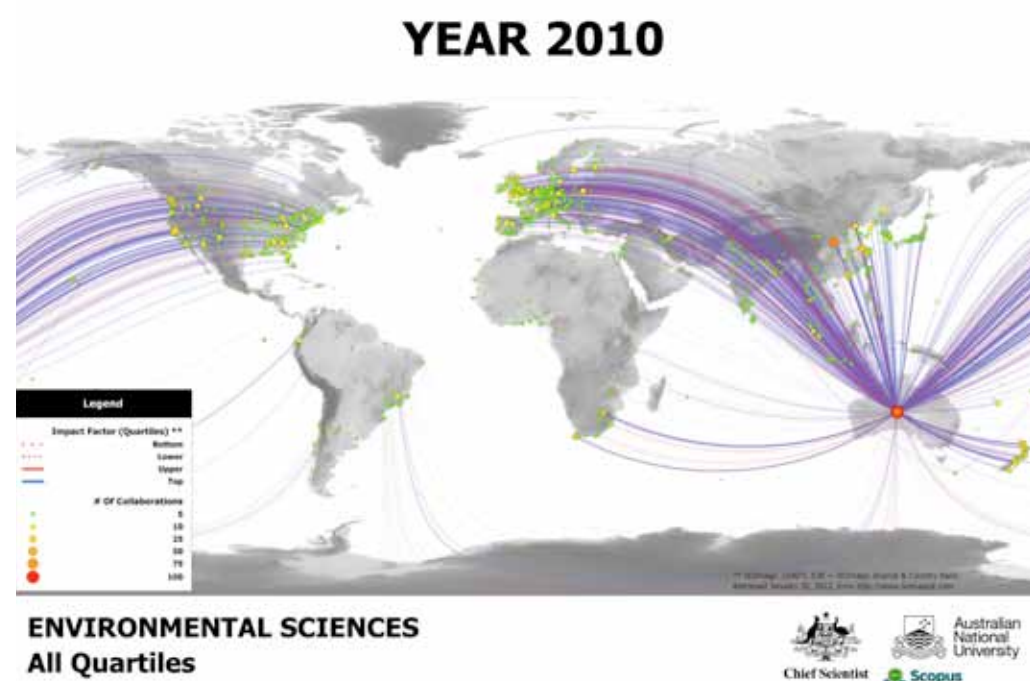 YEAR 2010
Legend
Impact Factor (Quartiles) **
Bottom
Lower
Upper
Top
# Of Collaborations
5
10
25
50
75
100
ENVIRONMENTAL SCIENCES
All Quartiles
Chief Scientist
Australian
National
University
Scopus